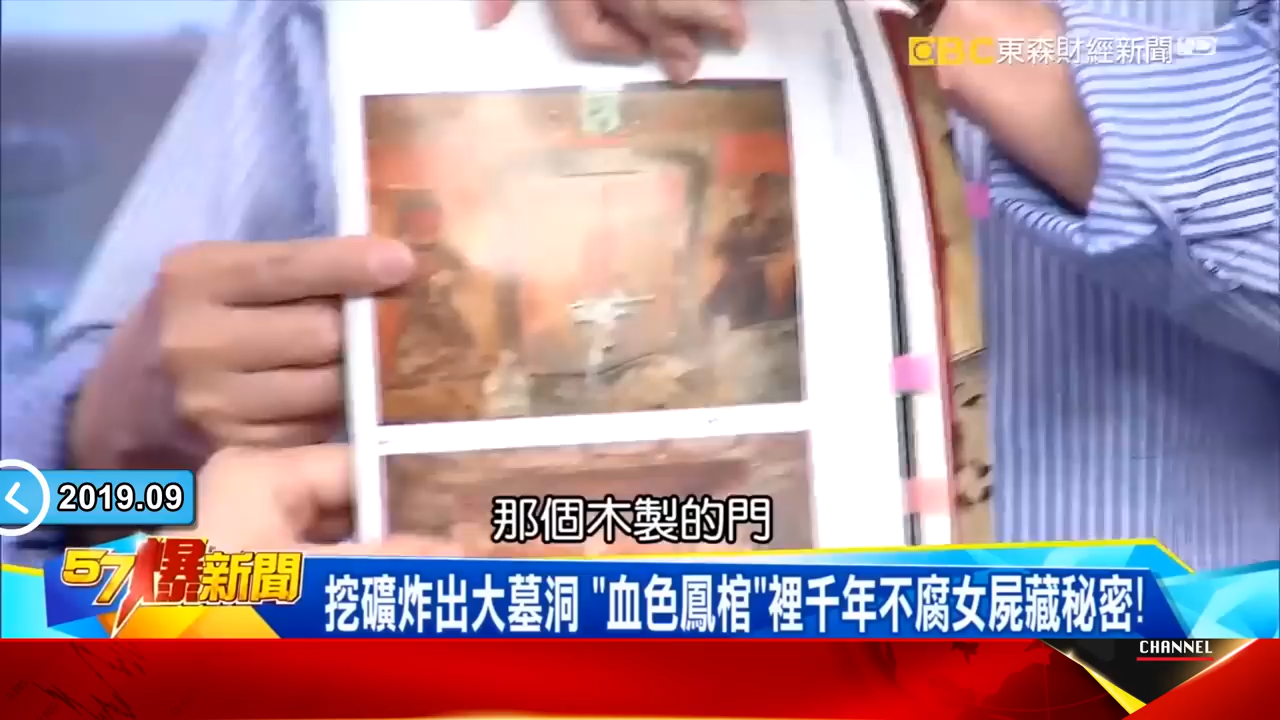 EBC 東森財經新聞 HD
那個木製的門
2019.09
57爆新聞
挖礦炸出大墓洞 "血色鳳棺"裡千年不腐女屍藏秘密!
CHANNEL